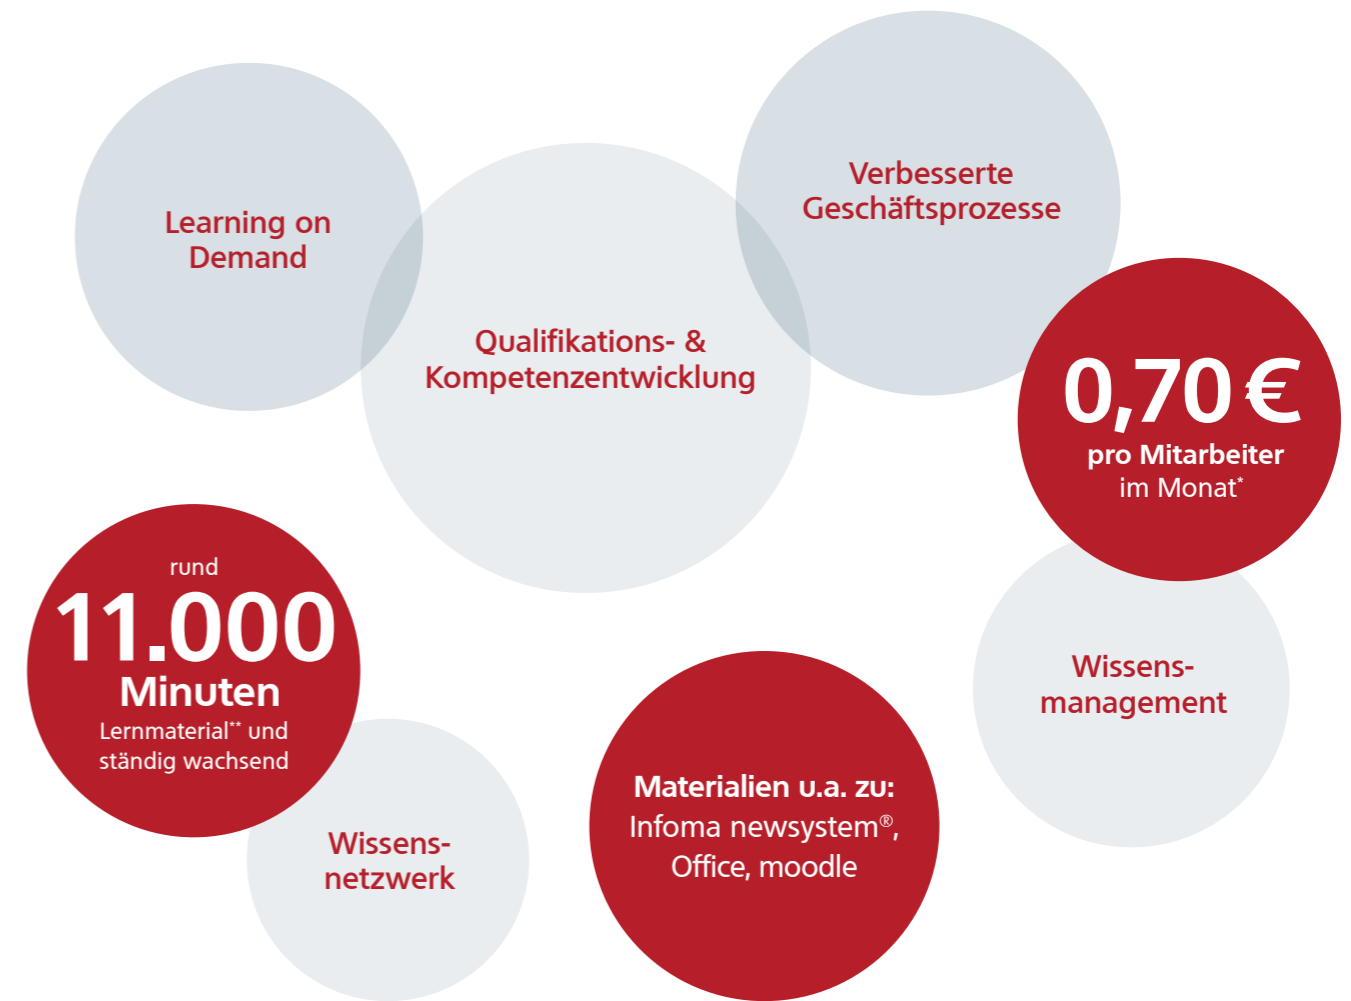 Learning on
Demand
Verbesserte
Geschäftsprozesse
Qualifikations- &
Kompetenzentwicklung
0,70 €
pro Mitarbeiter
im Monat*
rund
11.000
Minuten
Lernmaterial** und
ständig wachsend
Wissens-
management
Materialien u.a. zu:
Infoma newsystem®,
Office, moodle
Wissens-
netzwerk